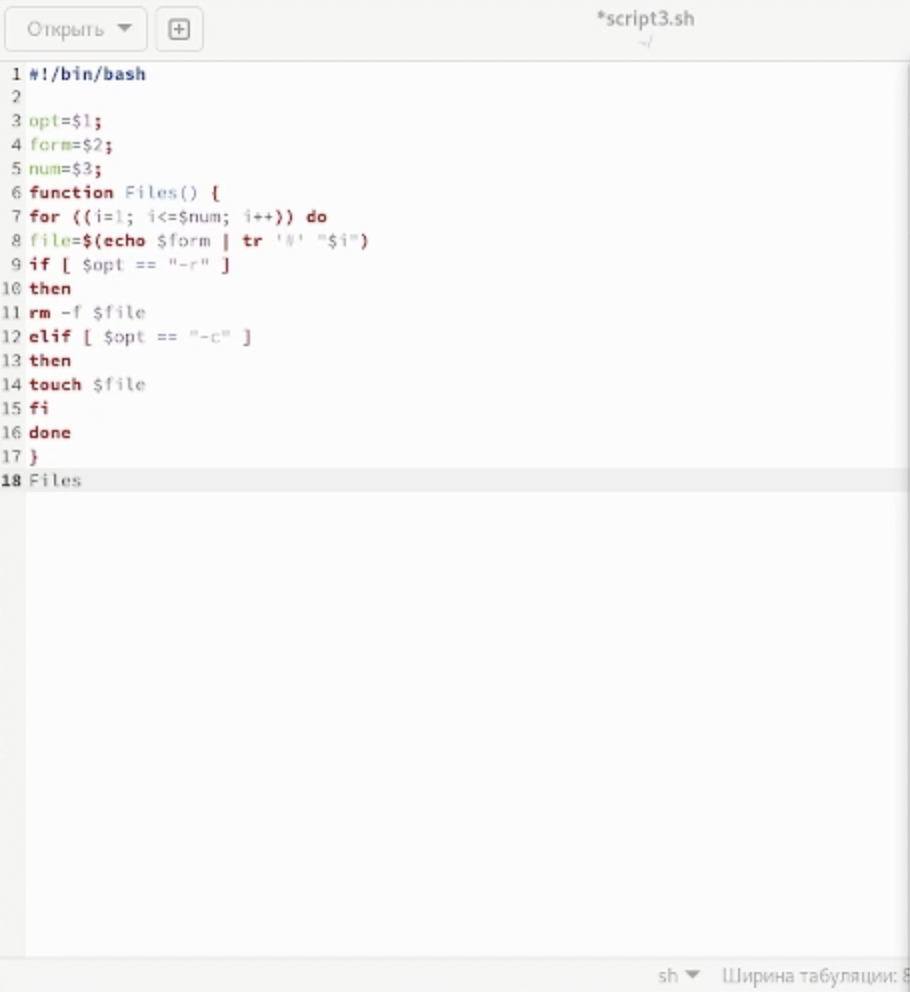 Открыть
*script3.sh
~/
1 #!/bin/bash
2
3 opt=$1;
4 form=$2;
5 num=$3;
6 function Files() {
7 for ((i=1; i<=$num; i++)) do
8 file=$(echo $form | tr '#' "$i")
9 if [ $opt == "-r" ]
10 then
11 rm -f $file
12 elif [ $opt == "-c" ]
13 then
14 touch $file
15 fi
16 done
17 }
18 Files
sh Ширина табуляции: 8